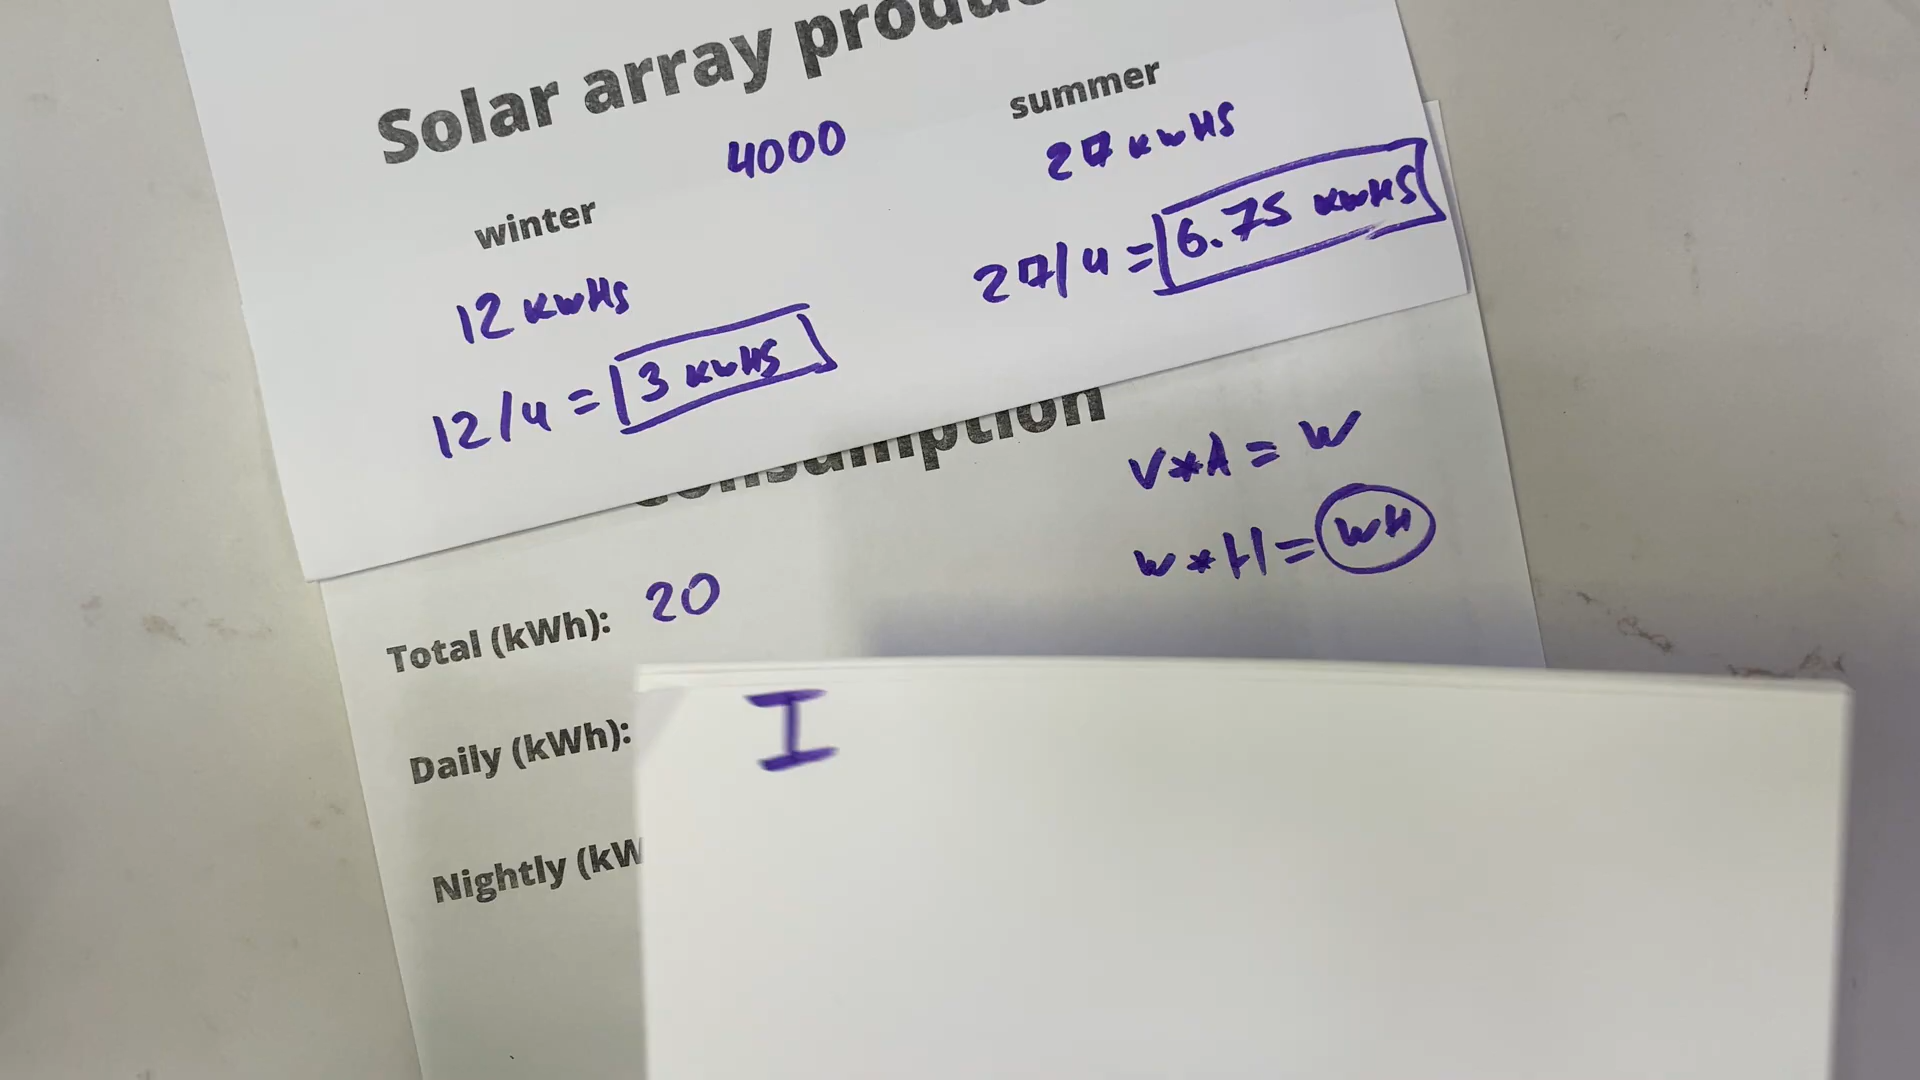 Solar array
4000
summer
27 KWHS
27/4 = 6.75 KWHS
winter
12 KWHS
12/4 = 3 KWHS
V*A = W
W*H = WH
Total (kWh): 20
Daily (kWh):
Nightly (kW
I